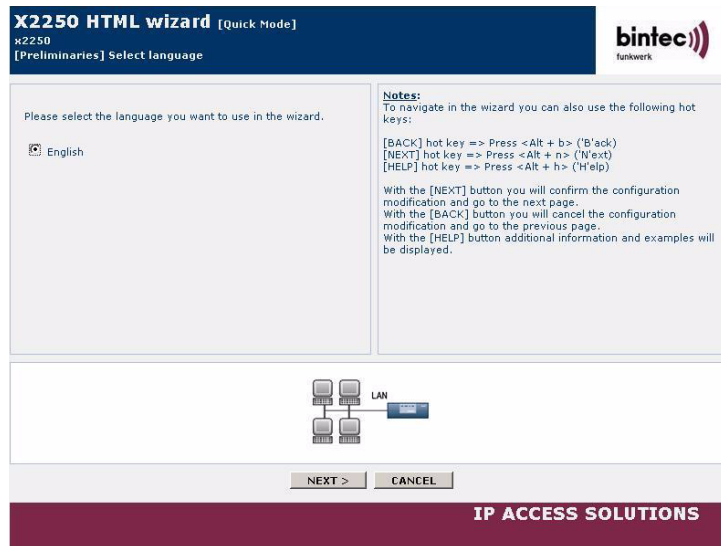 X2250 HTML wizard [Quick Mode]
x2250
[Preliminaries] Select language
bintec
funkwerk
Please select the language you want to use in the wizard.
English
Notes:
To navigate in the wizard you can also use the following hot
keys:
[BACK] hot key => Press <Alt + b> ('B'ack)
[NEXT] hot key => Press <Alt + n> ('N'ext)
[HELP] hot key => Press <Alt + h> ('H'elp)
With the [NEXT] button you will confirm the configuration
modification and go to the next page.
With the [BACK] button you will cancel the configuration
modification and go to the previous page.
With the [HELP] button additional information and examples will
be displayed.
LAN
NEXT >
CANCEL
IP ACCESS SOLUTIONS